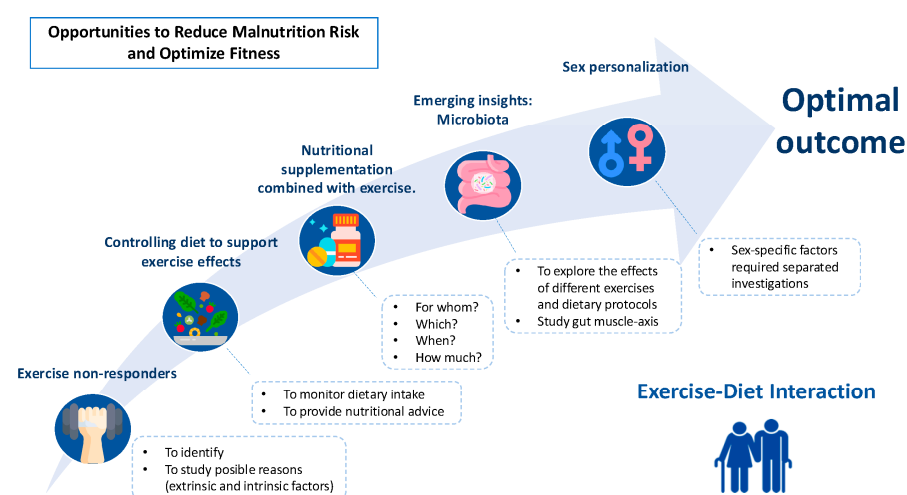 Opportunities to Reduce Malnutrition Risk
and Optimize Fitness
Sex personalization
Optimal
outcome
Emerging insights:
Microbiota
Nutritional
supplementation
combined with exercise.
Controlling diet to support
exercise effects
Exercise non-responders
• Sex-specific factors
required separated
investigations
• To explore the effects
of different exercises
and dietary protocols
• Study gut muscle-axis
• For whom?
• Which?
• When?
• How much?
• To monitor dietary intake
• To provide nutritional advice
• To identify
• To study posible reasons
(extrinsic and intrinsic factors)
Exercise-Diet Interaction